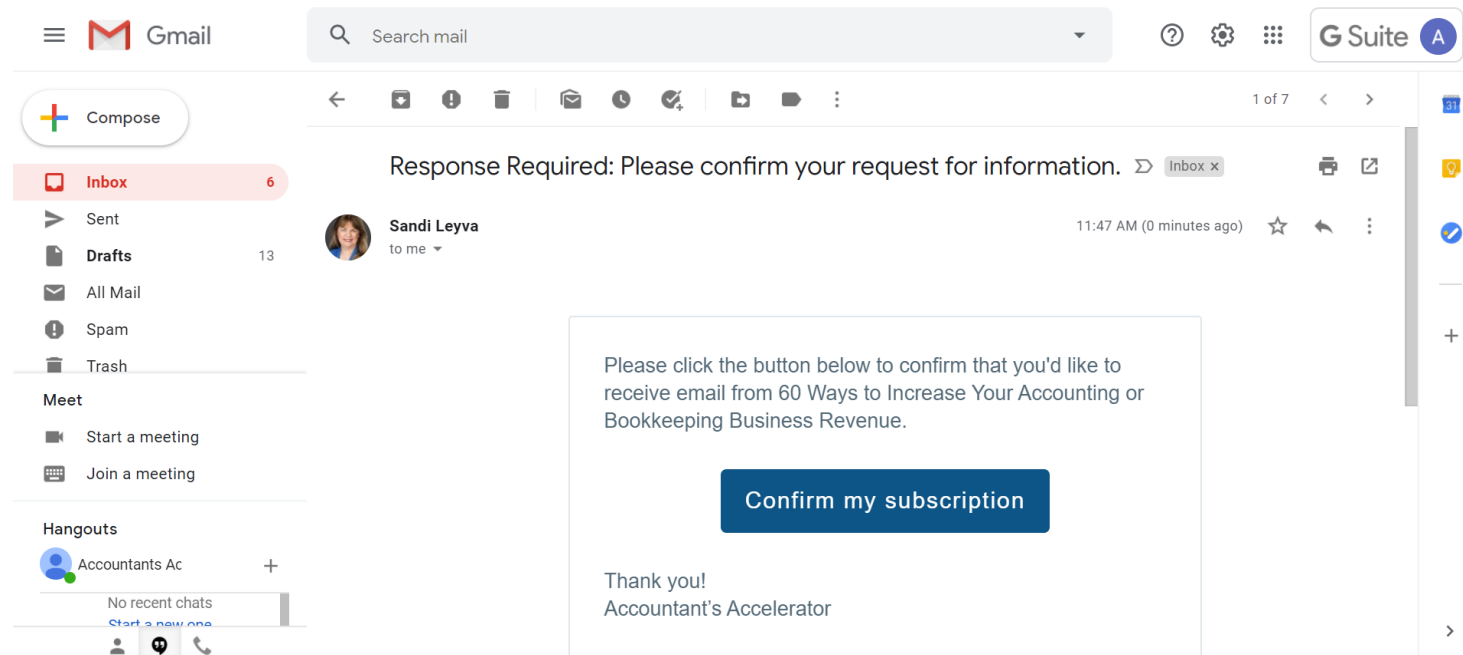 Gmail
Search mail
G Suite A
Compose
1 of 7
31
Response Required: Please confirm your request for information. Inbox ×
Inbox 6
Sent
Sandi Leyva 11:47 AM (0 minutes ago)
to me
Drafts 13
All Mail
Spam
Trash
Please click the button below to confirm that you'd like to
receive email from 60 Ways to Increase Your Accounting or
Bookkeeping Business Revenue.
Meet
Start a meeting
Join a meeting
Confirm my subscription
Hangouts
Accountants Ac
No recent chats
Start a new one
Thank you!
Accountant’s Accelerator